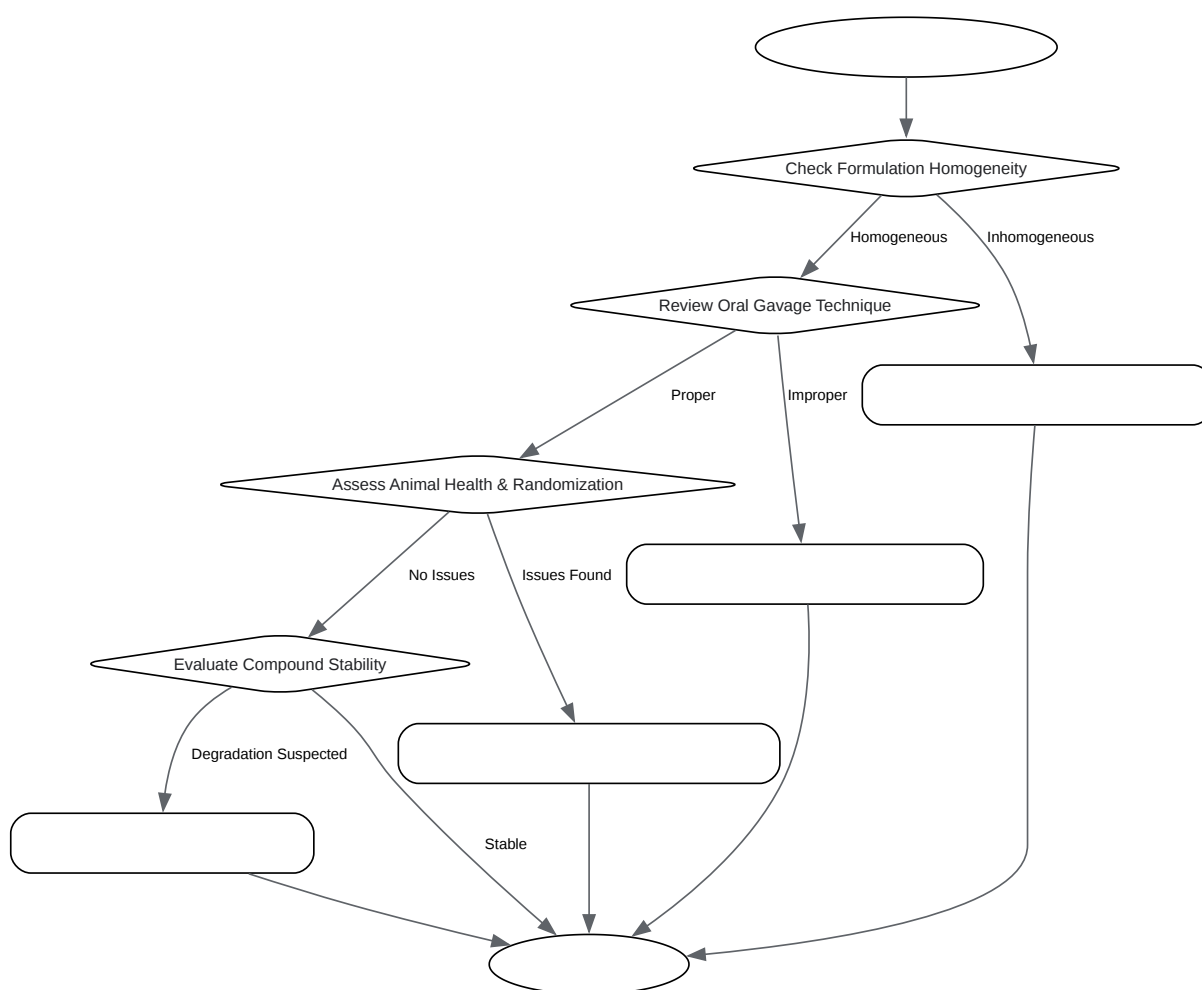 Check Formulation Homogeneity
Homogeneous
Inhomogeneous
Review Oral Gavage Technique
Proper
Improper
Assess Animal Health & Randomization
No Issues
Issues Found
Evaluate Compound Stability
Degradation Suspected
Stable